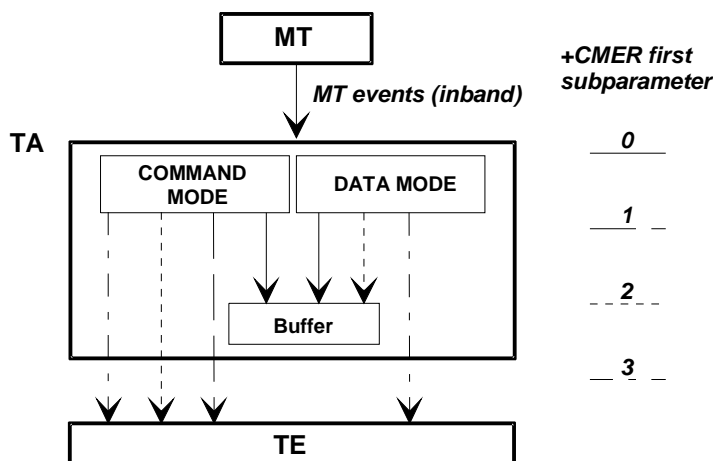 MT
+CMER first
subparameter
MT events (inband)
TA
0
COMMAND
MODE
DATA MODE
1
2
Buffer
3
TE